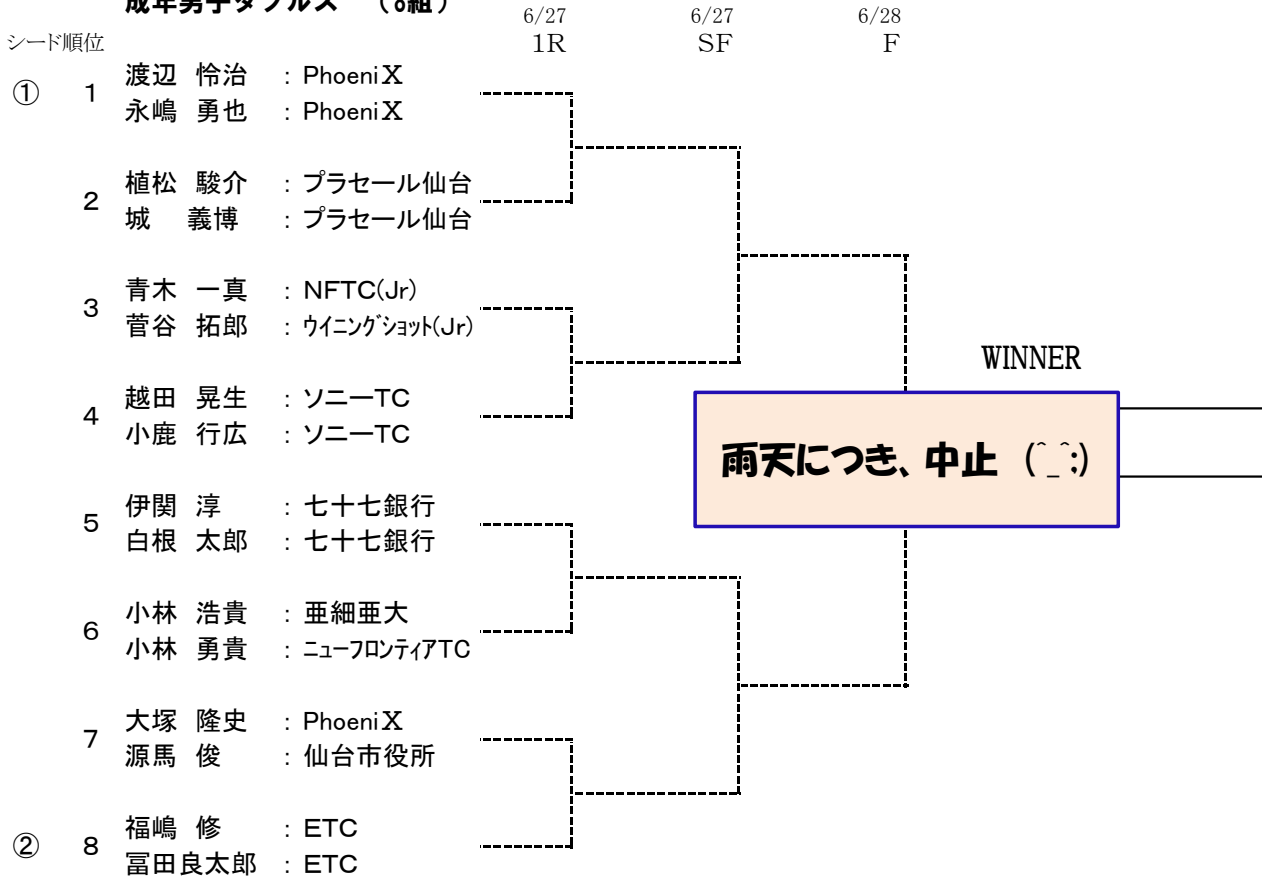 成年男子ダブルス （8組）
6/27 6/27 6/28
シード順位 1R SF F
① 1 渡辺 怜治 : PhoeniX
永嶋 勇也 : PhoeniX
2 植松 駿介 : プラセール仙台
城 義博 : プラセール仙台
3 青木 一真 : NFTC(Jr)
菅谷 拓郎 : ウイニングショット(Jr)
WINNER
4 越田 晃生 : ソニーTC
小鹿 行広 : ソニーTC
雨天につき、中止 (^_^;)
5 伊関 淳 : 七十七銀行
白根 太郎 : 七十七銀行
6 小林 浩貴 : 亜細亜大
小林 勇貴 : ニューフロンティアTC
7 大塚 隆史 : PhoeniX
源馬 俊 : 仙台市役所
② 8 福嶋 修 : ETC
冨田良太郎 : ETC